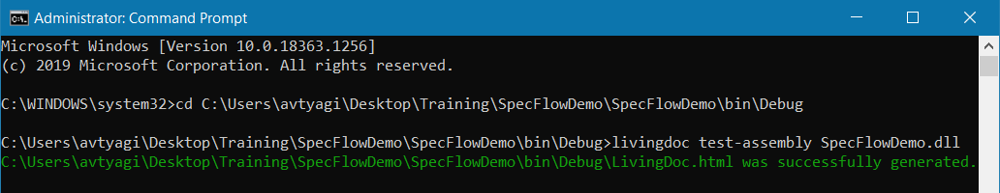 Administrator: Command Prompt
Microsoft Windows [Version 10.0.18363.1256]
(c) 2019 Microsoft Corporation. All rights reserved.
C:\WINDOWS\system32>cd C:\Users\avtyagi\Desktop\Training\SpecFlowDemo\SpecFlowDemo\bin\Debug
C:\Users\avtyagi\Desktop\Training\SpecFlowDemo\SpecFlowDemo\bin\Debug>livingdoc test-assembly SpecFlowDemo.dll
C:\Users\avtyagi\Desktop\Training\SpecFlowDemo\SpecFlowDemo\bin\Debug\LivingDoc.html was successfully generated.